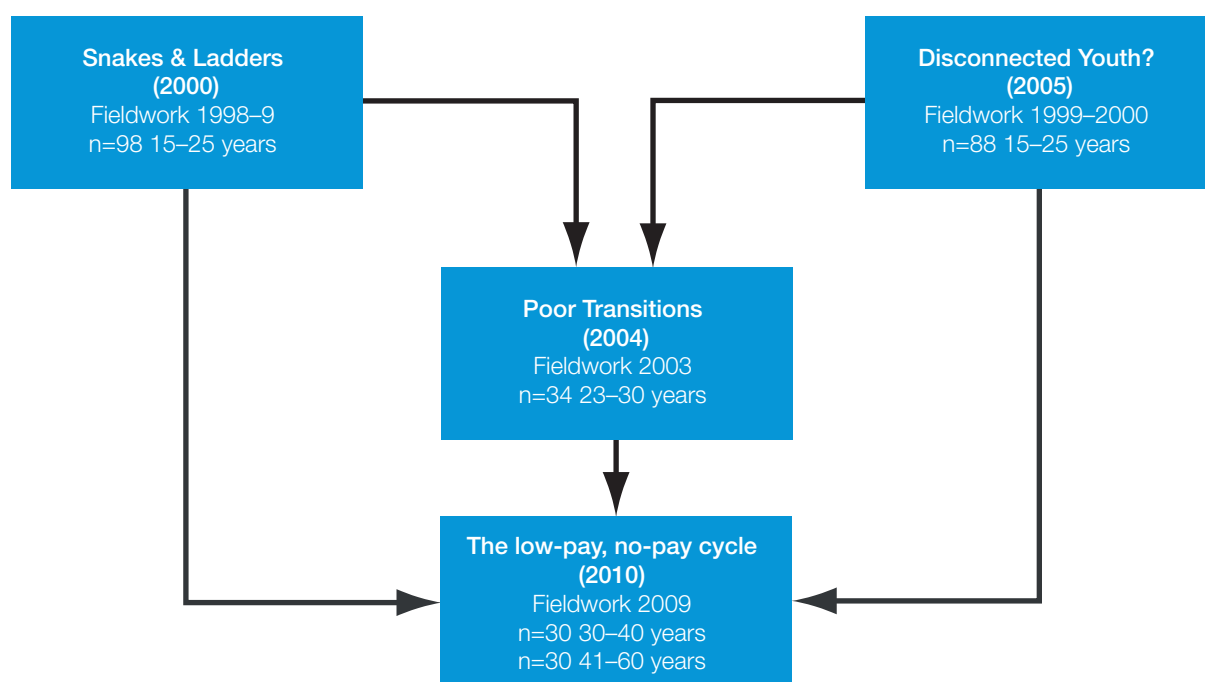 Snakes & Ladders
(2000)
Fieldwork 1998–9
n=98 15–25 years
Disconnected Youth?
(2005)
Fieldwork 1999–2000
n=88 15–25 years
Poor Transitions
(2004)
Fieldwork 2003
n=34 23–30 years
The low-pay, no-pay cycle
(2010)
Fieldwork 2009
n=30 30–40 years
n=30 41–60 years